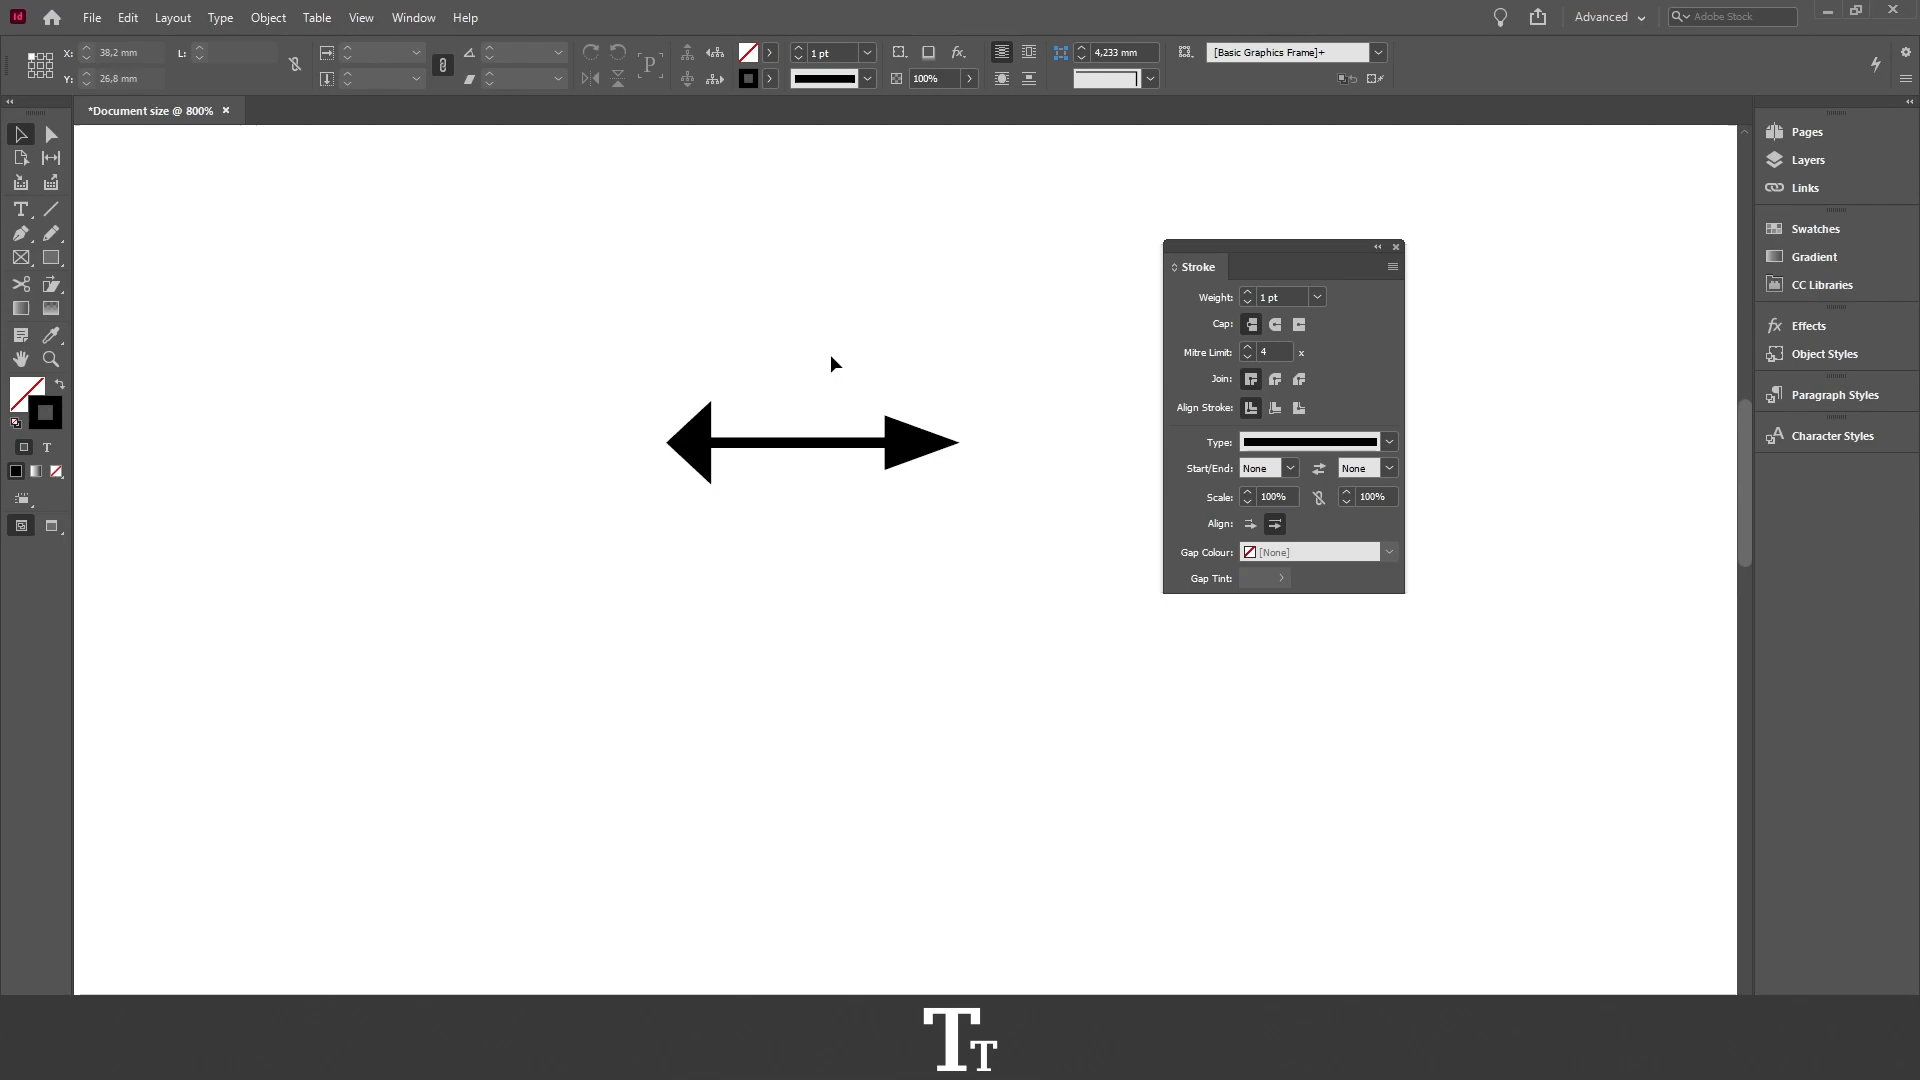 Id
File Edit Layout Type Object Table View Window Help
Advanced
Adobe Stock
X: 38,2 mm L:
1 pt
4,233 mm
[Basic Graphics Frame]+
Y: 26,8 mm
P
100%
*Document size @ 800%
Pages
Layers
Links
Swatches
Gradient
CC Libraries
fx Effects
Object Styles
Paragraph Styles
Character Styles
Stroke
Weight: 1 pt
Cap:
Mitre Limit: 4 x
Join:
Align Stroke:
Type:
Start/End: None None
Scale: 100% 100%
Align:
Gap Colour: [None]
Gap Tint:
T
T
TT